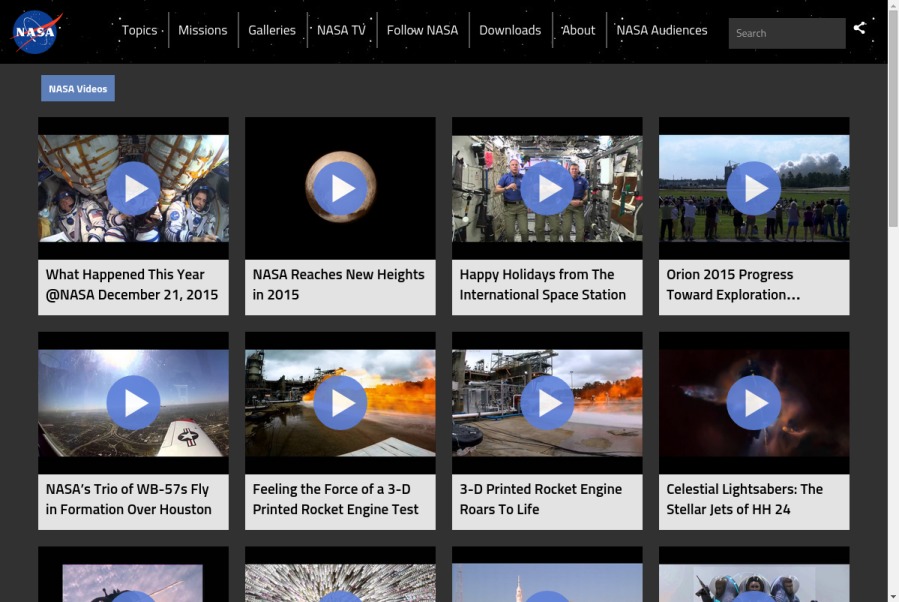 NASA
Topics
Missions
Galleries
NASA TV
Follow NASA
Downloads
About
NASA Audiences
Search
NASA Videos
What Happened This Year
@NASA December 21, 2015
NASA Reaches New Heights
in 2015
Happy Holidays from The
International Space Station
Orion 2015 Progress
Toward Exploration...
NASA's Trio of WB-57s Fly
in Formation Over Houston
Feeling the Force of a 3-D
Printed Rocket Engine Test
3-D Printed Rocket Engine
Roars To Life
Celestial Lightsabers: The
Stellar Jets of HH 24